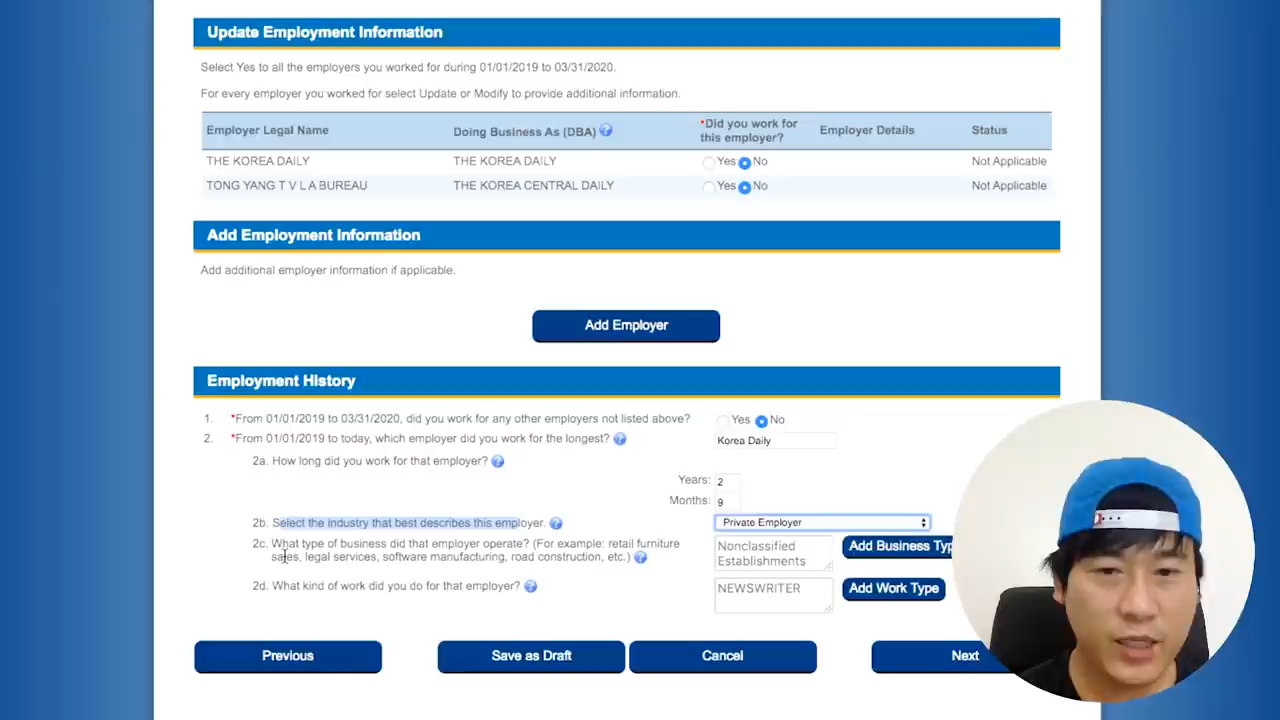 Update Employment Information
Select Yes to all the employers you worked for during 01/01/2019 to 03/31/2020.
For every employer you worked for select Update or Modify to provide additional information.
Employer Legal Name Doing Business As (DBA) ? *Did you work for this employer? Employer Details Status
THE KOREA DAILY THE KOREA DAILY Yes No Not Applicable
TONG YANG T V L A BUREAU THE KOREA CENTRAL DAILY Yes No Not Applicable
Add Employment Information
Add additional employer information if applicable.
Add Employer
Employment History
1. *From 01/01/2019 to 03/31/2020, did you work for any other employers not listed above? Yes No
2. *From 01/01/2019 to today, which employer did you work for the longest? ? Korea Daily
2a. How long did you work for that employer? ?
Years: 2
Months: 9
2b. Select the industry that best describes this employer. ? Private Employer
2c. What type of business did that employer operate? (For example: retail furniture
sales, legal services, software manufacturing, road construction, etc.) ?
Nonclassified
Establishments
Add Business Typ
2d. What kind of work did you do for that employer? ? NEWSWRITER Add Work Type
Previous Save as Draft Cancel Next